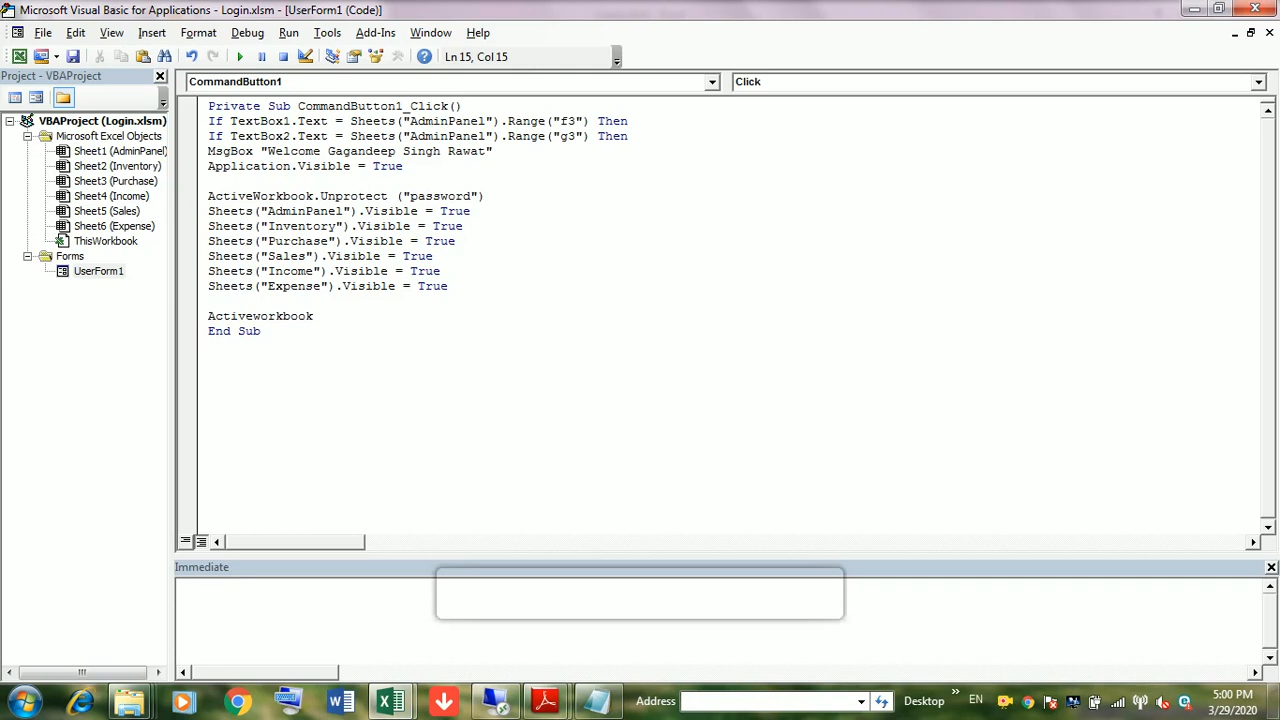 Microsoft Visual Basic for Applications - Login.xlsm - [UserForm1 (Code)]
File Edit View Insert Format Debug Run Tools Add-Ins Window Help
Ln 15, Col 15
Project - VBAProject
CommandButton1 Click
VBAProject (Login.xlsm)
Microsoft Excel Objects
Sheet1 (AdminPanel)
Sheet2 (Inventory)
Sheet3 (Purchase)
Sheet4 (Income)
Sheet5 (Sales)
Sheet6 (Expense)
ThisWorkbook
Forms
UserForm1
Private Sub CommandButton1_Click()
If TextBox1.Text = Sheets("AdminPanel").Range("f3") Then
If TextBox2.Text = Sheets("AdminPanel").Range("g3") Then
MsgBox "Welcome Gagandeep Singh Rawat"
Application.Visible = True
ActiveWorkbook.Unprotect ("password")
Sheets("AdminPanel").Visible = True
Sheets("Inventory").Visible = True
Sheets("Purchase").Visible = True
Sheets("Sales").Visible = True
Sheets("Income").Visible = True
Sheets("Expense").Visible = True
Activeworkbook
End Sub
Immediate
Address Desktop » EN
5:00 PM
3/29/2020